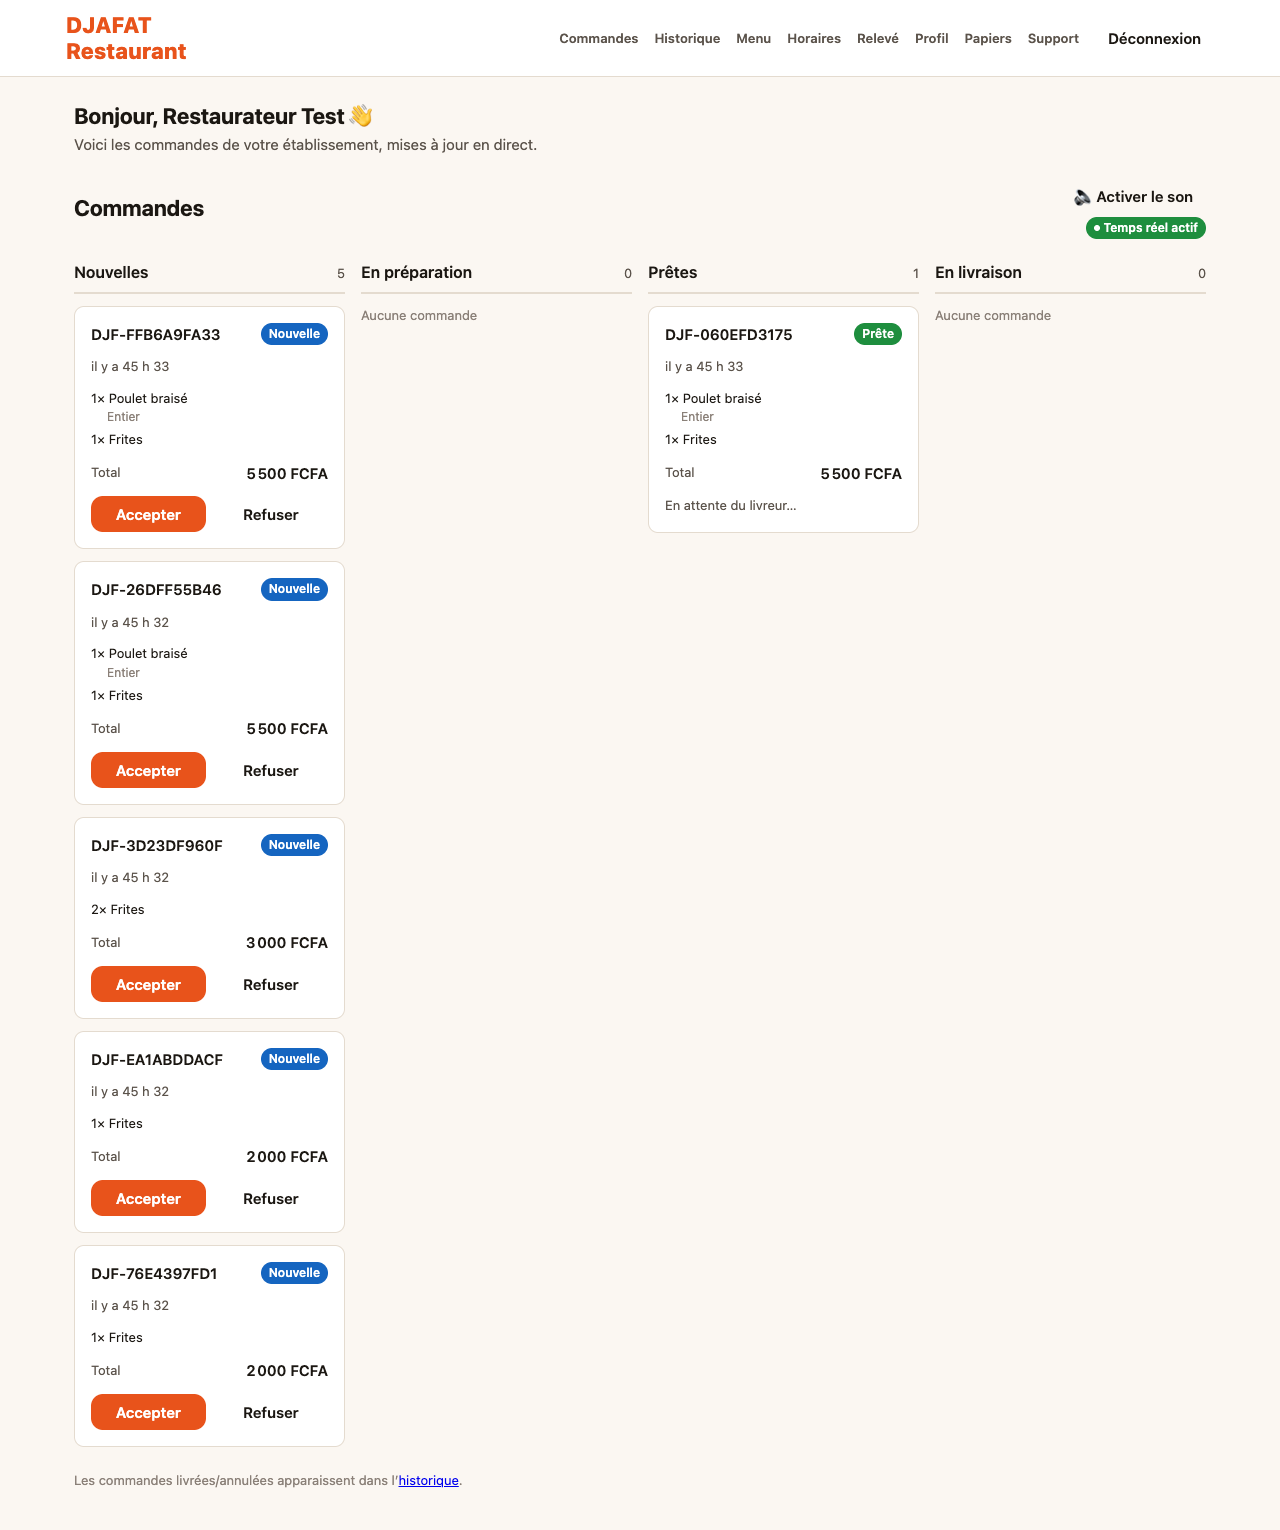 DJAFAT
Restaurant
Commandes Historique Menu Horaires Relevé Profil Papiers Support Déconnexion
Bonjour, Restaurateur Test 👋
Voici les commandes de votre établissement, mises à jour en direct.
Commandes
🔈 Activer le son
● Temps réel actif
Nouvelles 5
DJF-FFB6A9FA33 Nouvelle
il y a 45 h 33
1× Poulet braisé
Entier
1× Frites
Total 5 500 FCFA
Accepter Refuser
DJF-26DFF55B46 Nouvelle
il y a 45 h 32
1× Poulet braisé
Entier
1× Frites
Total 5 500 FCFA
Accepter Refuser
DJF-3D23DF960F Nouvelle
il y a 45 h 32
2× Frites
Total 3 000 FCFA
Accepter Refuser
DJF-EA1ABDDACF Nouvelle
il y a 45 h 32
1× Frites
Total 2 000 FCFA
Accepter Refuser
DJF-76E4397FD1 Nouvelle
il y a 45 h 32
1× Frites
Total 2 000 FCFA
Accepter Refuser
En préparation 0
Aucune commande
Prêtes 1
DJF-060EFD3175 Prête
il y a 45 h 33
1× Poulet braisé
Entier
1× Frites
Total 5 500 FCFA
En attente du livreur…
En livraison 0
Aucune commande
Les commandes livrées/annulées apparaissent dans l'historique.